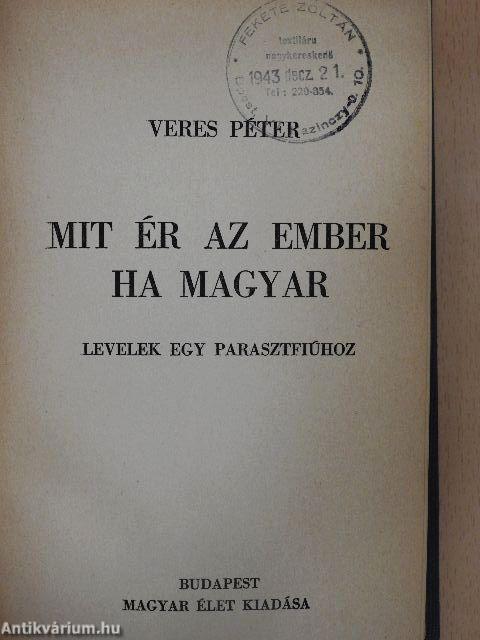 FEKETE ZOLTÁN
textiláru
nagykereskedő
1943 decz. 21.
Tel: 220-854.
VERES PÉTER
MIT ÉR AZ EMBER
HA MAGYAR
LEVELEK EGY PARASZTFIÚHOZ
BUDAPEST
MAGYAR ÉLET KIADÁSA
Antikvárium.hu